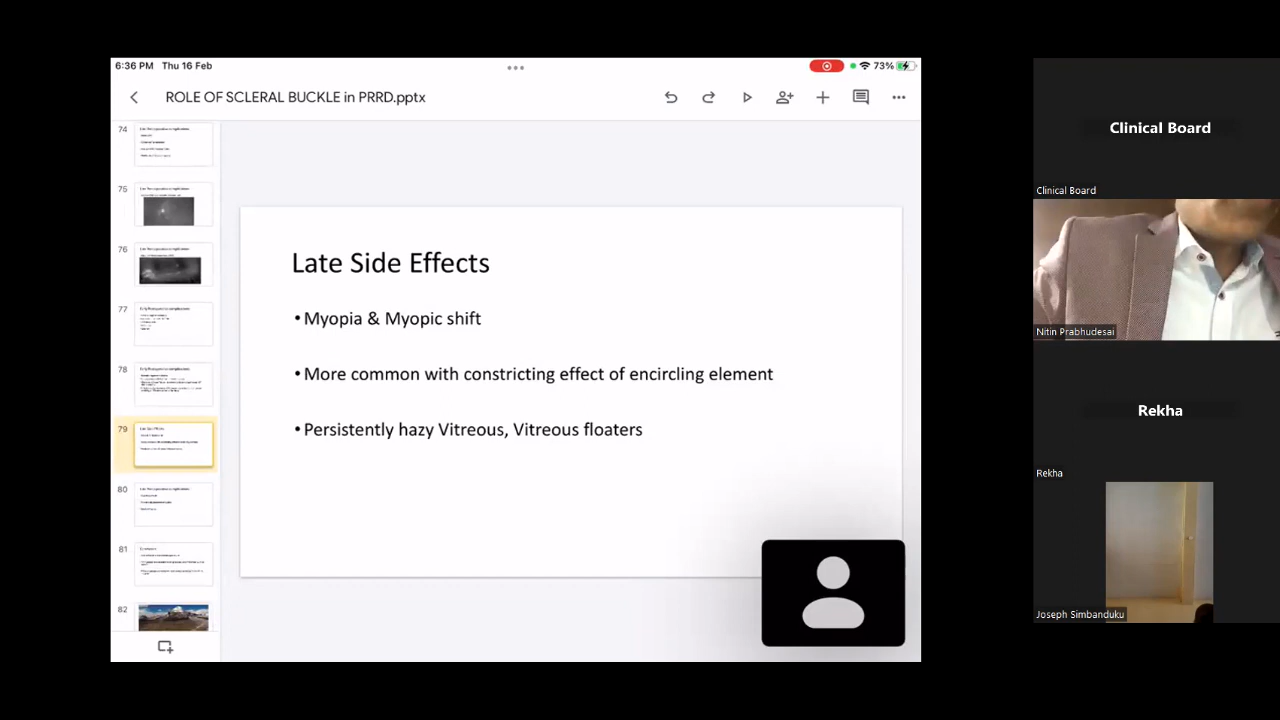 6:36 PM Thu 16 Feb
73%
ROLE OF SCLERAL BUCKLE in PRRD.pptx
74
75
76
77
78
79
80
81
82
Late Side Effects
• Myopia & Myopic shift
• More common with constricting effect of encircling element
• Persistently hazy Vitreous, Vitreous floaters
Clinical Board
Clinical Board
Nitin Prabhudesai
Rekha
Rekha
Joseph Simbanduku